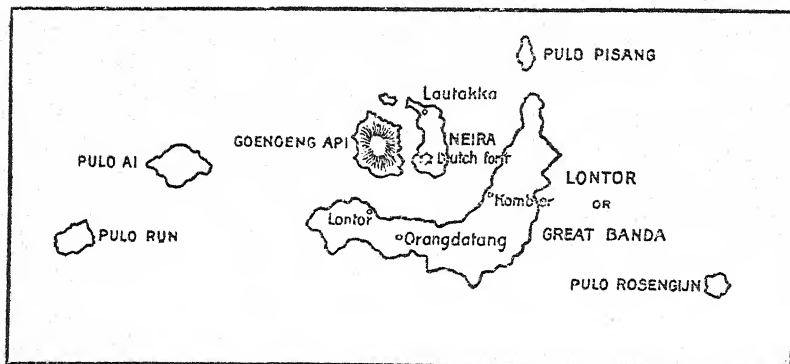 PULO PISANG
Lautakka
GOENOENG API
NEIRA
Dutch fort
PULO AI
LONTOR
OR
GREAT BANDA
Lontor
Orangdatang
PULO RUN
PULO ROSENGIJN